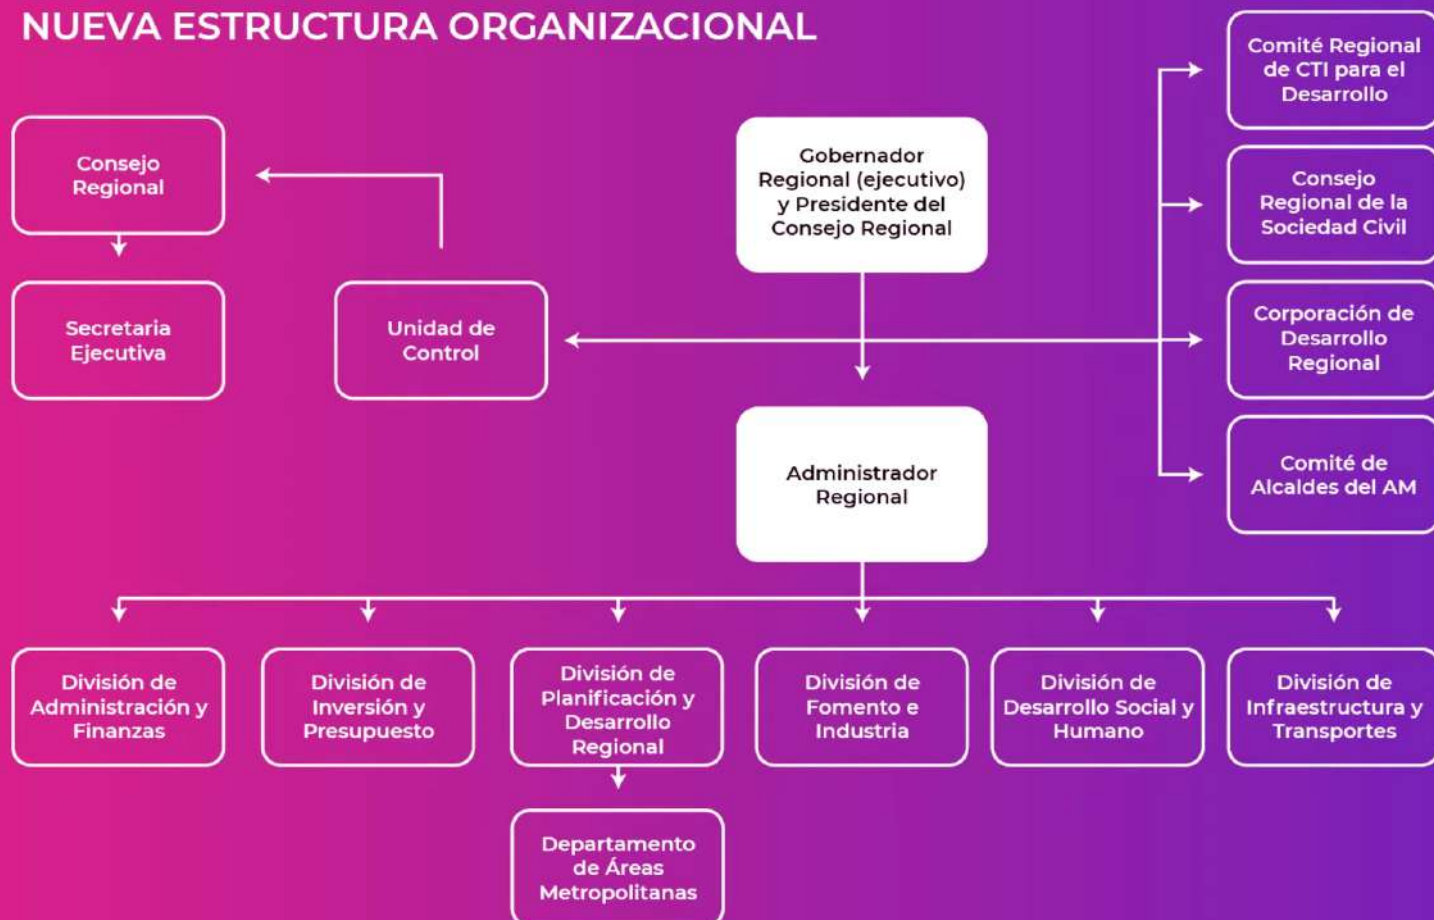 NUEVA ESTRUCTURA ORGANIZACIONAL
Comité Regional
de CTI para el
Desarrollo
Consejo
Regional
Gobernador
Regional (ejecutivo)
y Presidente del
Consejo Regional
Consejo
Regional de la
Sociedad Civil
Secretaria
Ejecutiva
Unidad de
Control
Corporación de
Desarrollo
Regional
Administrador
Regional
Comité de
Alcaldes del AM
División de
Administración y
Finanzas
División de
Inversión y
Presupuesto
División de
Planificación y
Desarrollo
Regional
División de
Fomento e
Industria
División de
Desarrollo Social y
Humano
División de
Infraestructura y
Transportes
Departamento
de Áreas
Metropolitanas